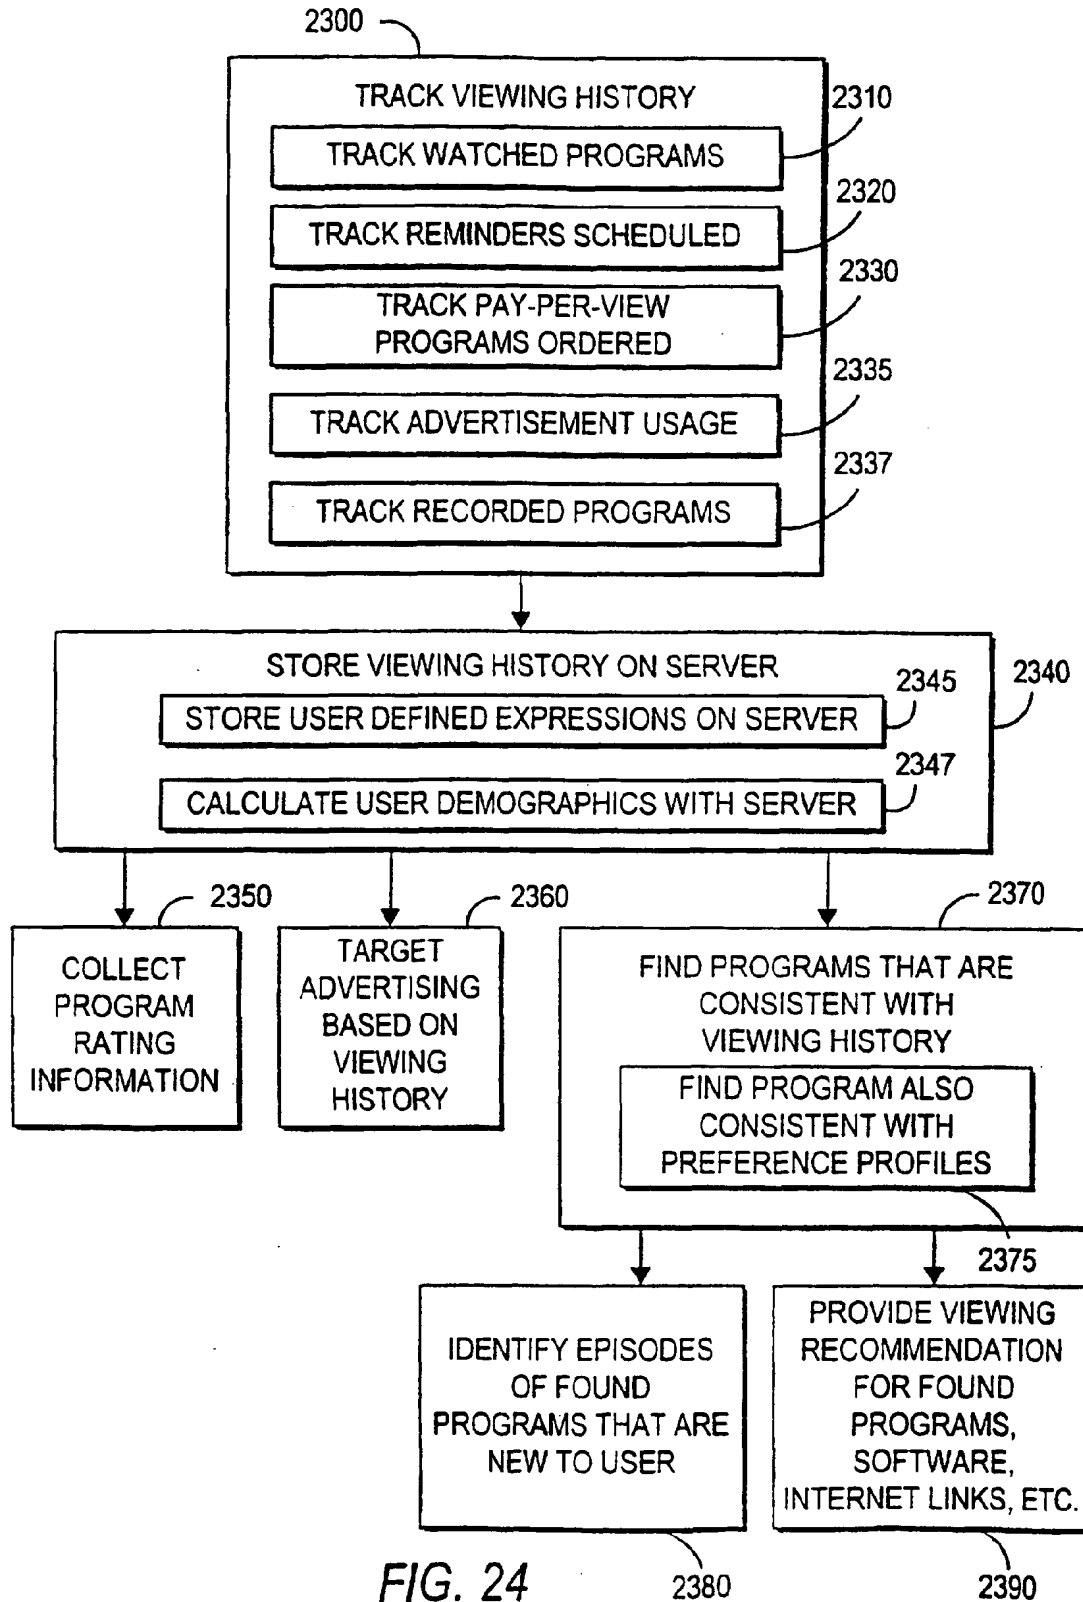 2300
TRACK VIEWING HISTORY
2310
TRACK WATCHED PROGRAMS
2320
TRACK REMINDERS SCHEDULED
2330
TRACK PAY-PER-VIEW
PROGRAMS ORDERED
2335
TRACK ADVERTISEMENT USAGE
2337
TRACK RECORDED PROGRAMS
STORE VIEWING HISTORY ON SERVER
2340
2345
STORE USER DEFINED EXPRESSIONS ON SERVER
2347
CALCULATE USER DEMOGRAPHICS WITH SERVER
2350
COLLECT
PROGRAM
RATING
INFORMATION
2360
TARGET
ADVERTISING
BASED ON
VIEWING
HISTORY
2370
FIND PROGRAMS THAT ARE
CONSISTENT WITH
VIEWING HISTORY
FIND PROGRAM ALSO
CONSISTENT WITH
PREFERENCE PROFILES
2375
IDENTIFY EPISODES
OF FOUND
PROGRAMS THAT ARE
NEW TO USER
2380
PROVIDE VIEWING
RECOMMENDATION
FOR FOUND
PROGRAMS,
SOFTWARE,
INTERNET LINKS, ETC.
2390
FIG. 24